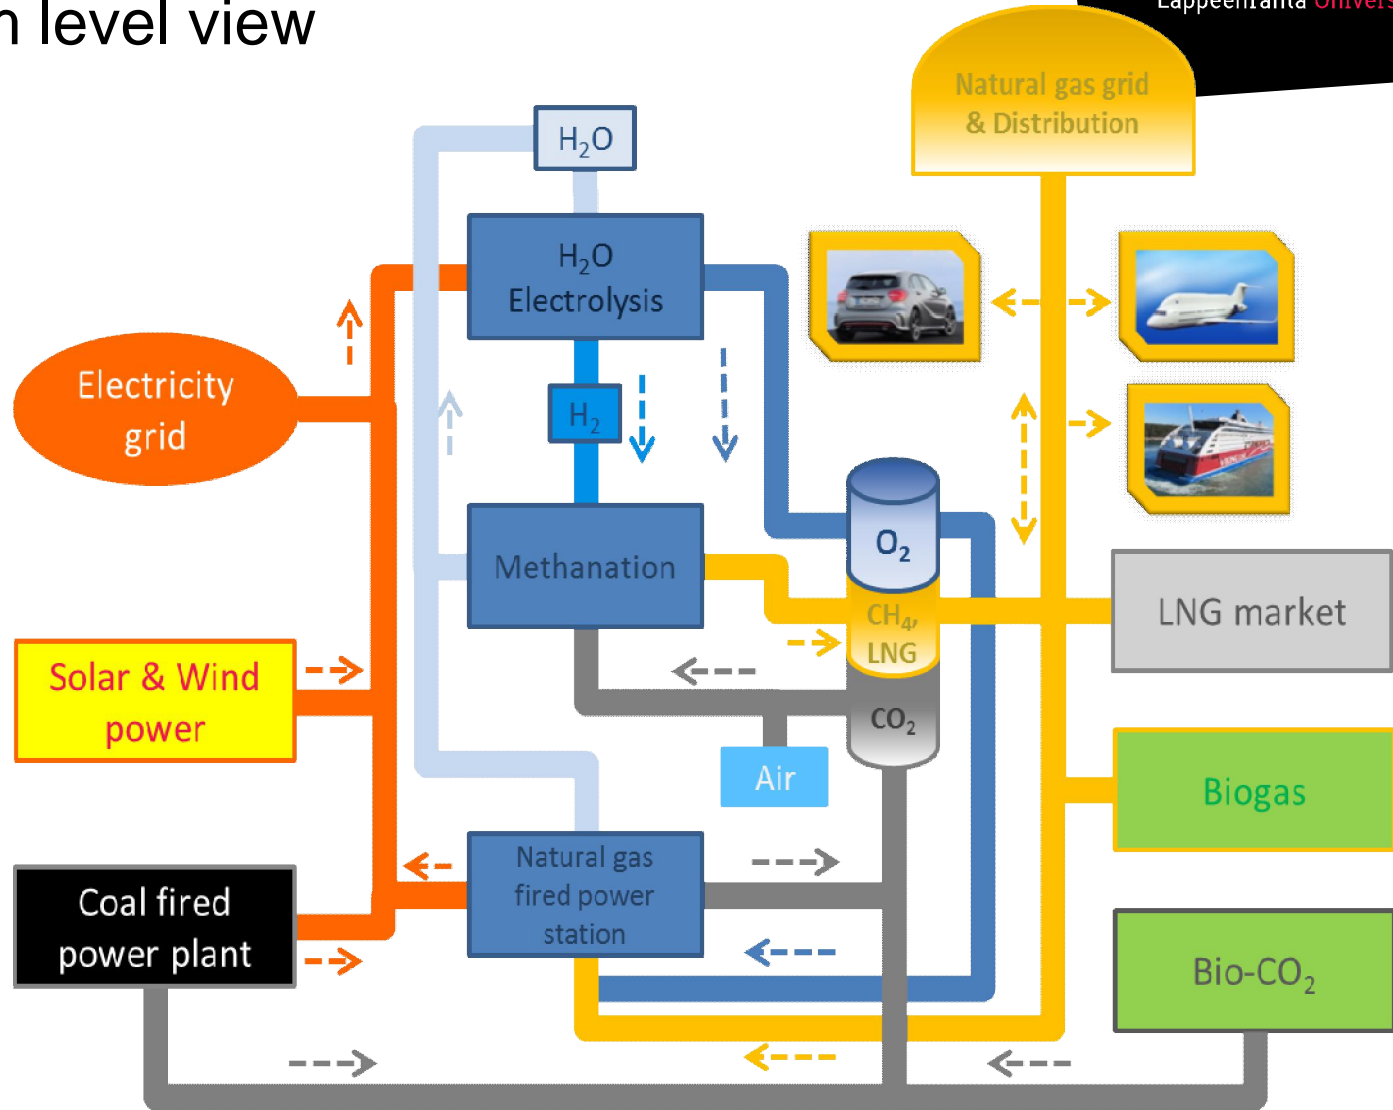 level view
Lappeenranta
Natural gas grid
& Distribution
H₂O
H₂O
Electrolysis
Electricity
grid
H₂
O₂
Methanation
CH₄,
LNG
LNG market
Solar & Wind
power
CO₂
Air
Biogas
Natural gas
fired power
station
Coal fired
power plant
Bio-CO₂